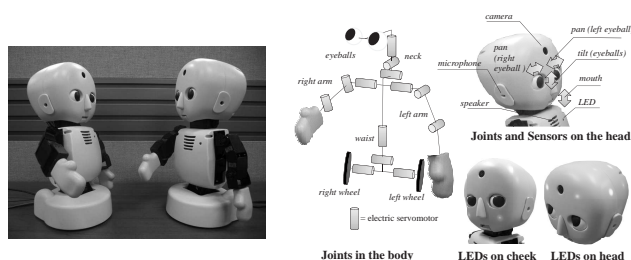 eyeballs
neck
right arm
left arm
waist
right wheel
left wheel
= electric servomotor
Joints in the body
camera
pan (left eyeball
pan
(right
eyeball )
tilt (eyeballs)
microphone
mouth
speaker
LED
Joints and Sensors on the head
LEDs on cheek
LEDs on head